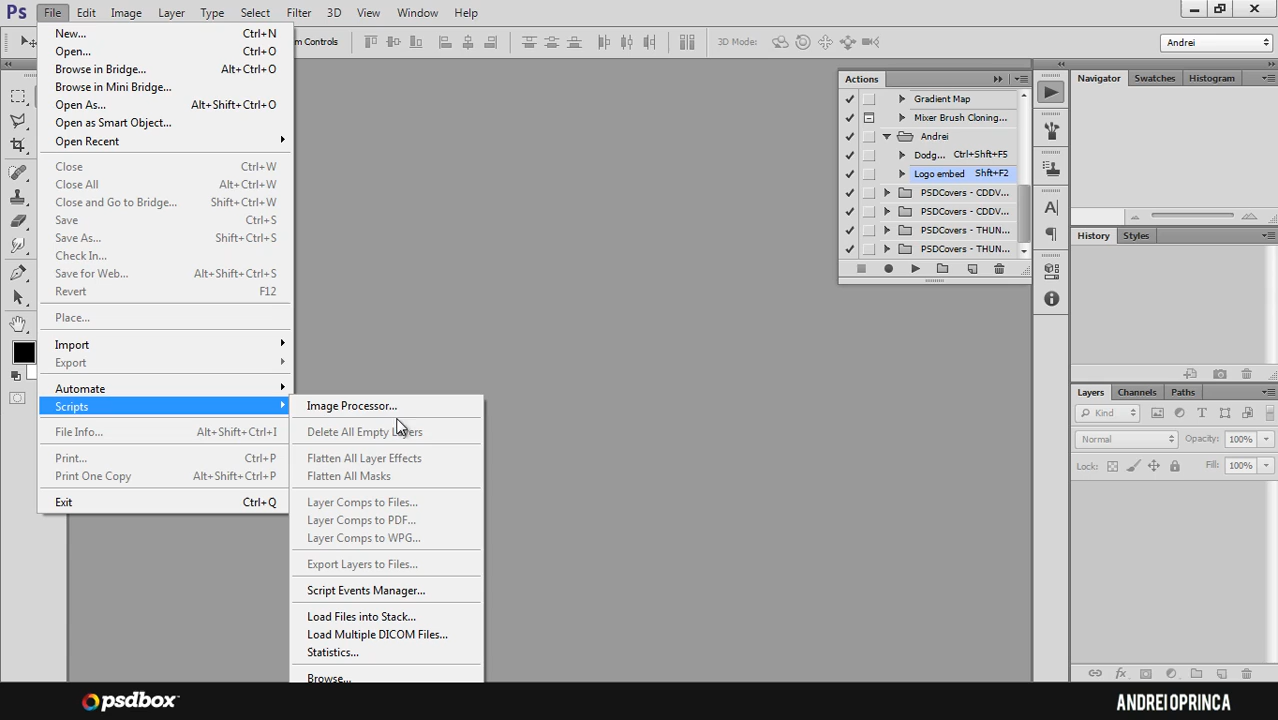 Ps File Edit Image Layer Type Select Filter 3D View Window Help
m Controls 3D Mode: Andrei
New... Ctrl+N
Open... Ctrl+O
Browse in Bridge... Alt+Ctrl+O
Browse in Mini Bridge...
Open As... Alt+Shift+Ctrl+O
Open as Smart Object...
Open Recent
Close Ctrl+W
Close All Alt+Ctrl+W
Close and Go to Bridge... Shift+Ctrl+W
Save Ctrl+S
Save As... Shift+Ctrl+S
Check In...
Save for Web... Alt+Shift+Ctrl+S
Revert F12
Place...
Import
Export
Automate
Scripts
File Info... Alt+Shift+Ctrl+I
Print... Ctrl+P
Print One Copy Alt+Shift+Ctrl+P
Exit Ctrl+Q
Image Processor...
Delete All Empty Layers
Flatten All Layer Effects
Flatten All Masks
Layer Comps to Files...
Layer Comps to PDF...
Layer Comps to WPG...
Export Layers to Files...
Script Events Manager...
Load Files into Stack...
Load Multiple DICOM Files...
Statistics...
Browse...
Actions
Gradient Map
Mixer Brush Cloning...
Andrei
Dodg... Ctrl+Shft+F5
Logo embed Shft+F2
PSDCovers - CDDV...
PSDCovers - CDDV...
PSDCovers - THUN...
PSDCovers - THUN...
Navigator Swatches Histogram
History Styles
Layers Channels Paths
Kind
Normal Opacity: 100%
Lock: Fill: 100%
psdbox
ANDREI OPRINCA